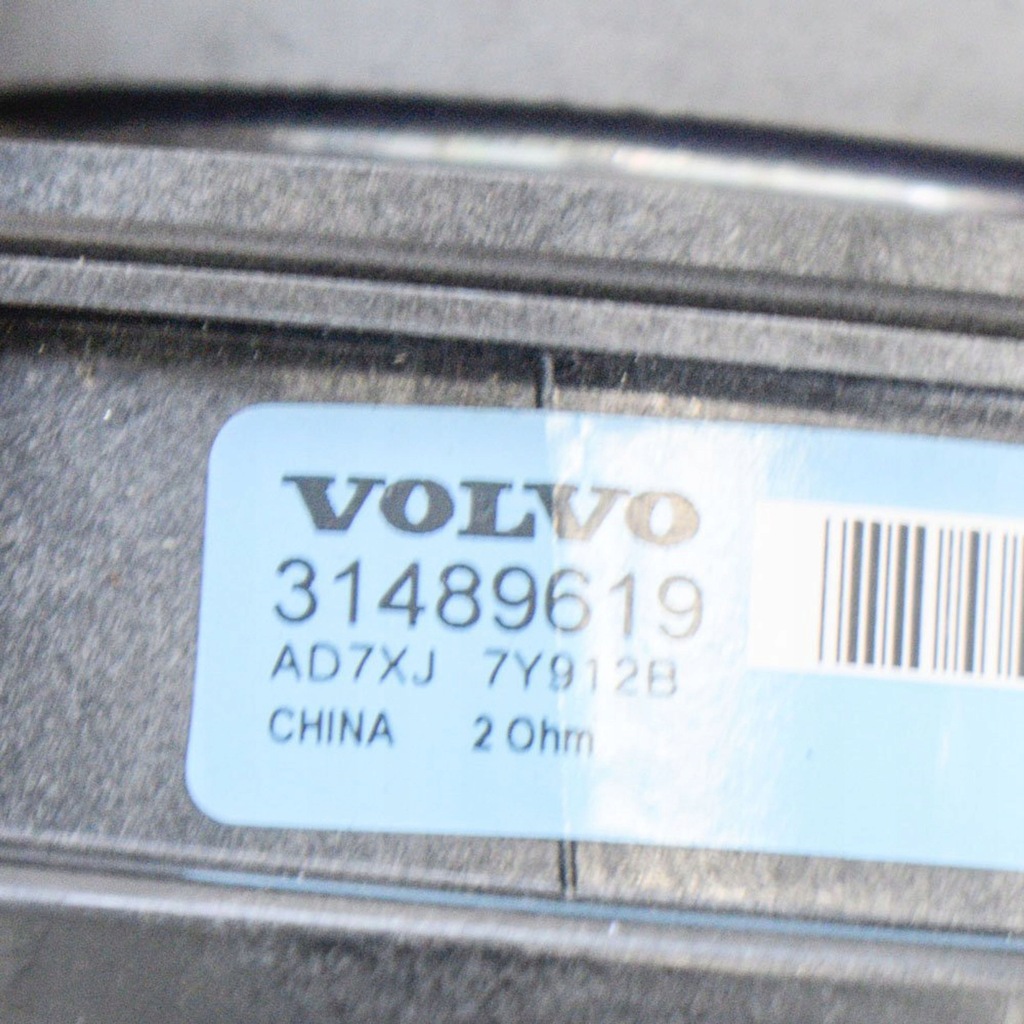 VOLVO
31489619
AD7XJ 7Y912B
CHINA 2 Ohm